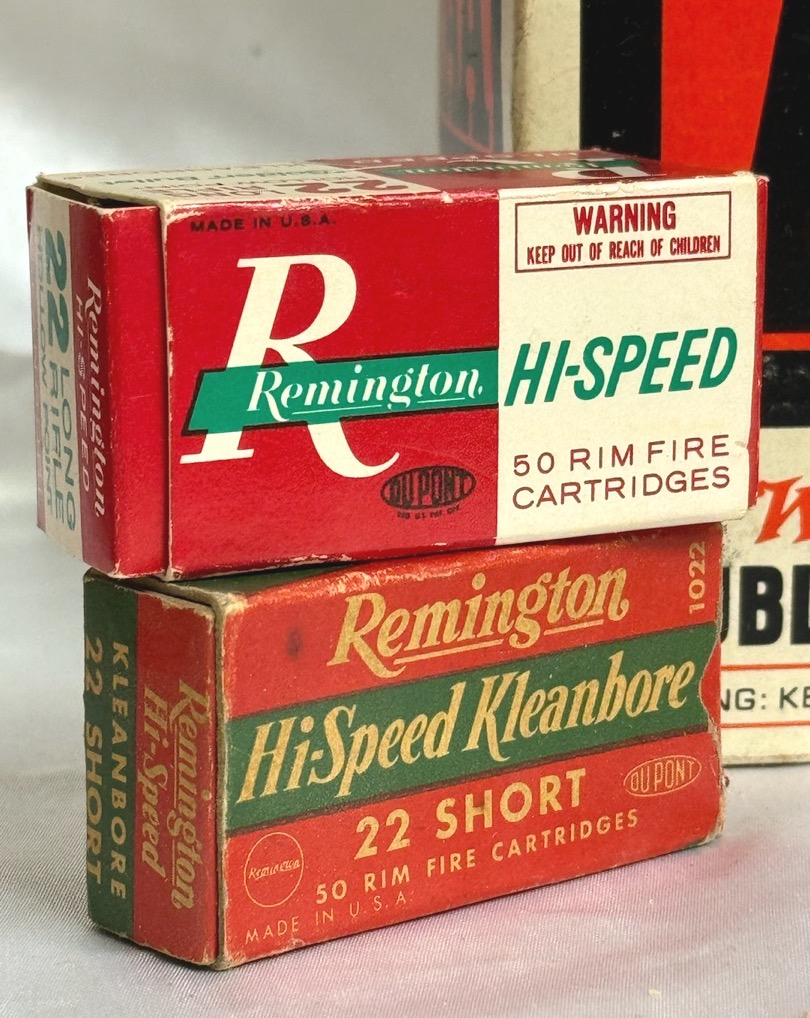 MADE IN U.S.A.
R
Remington
HI-SPEED
WARNING
KEEP OUT OF REACH OF CHILDREN
50 RIM FIRE
CARTRIDGES
DU PONT
22 LONG
RIFLE
Remington
HI-SPEED
Remington
1022
Hi-Speed Kleanbore
22 SHORT
DU PONT
Remington
50 RIM FIRE CARTRIDGES
MADE IN U.S.A.
Remington
Hi-Speed
KLEANBORE
22 SHORT